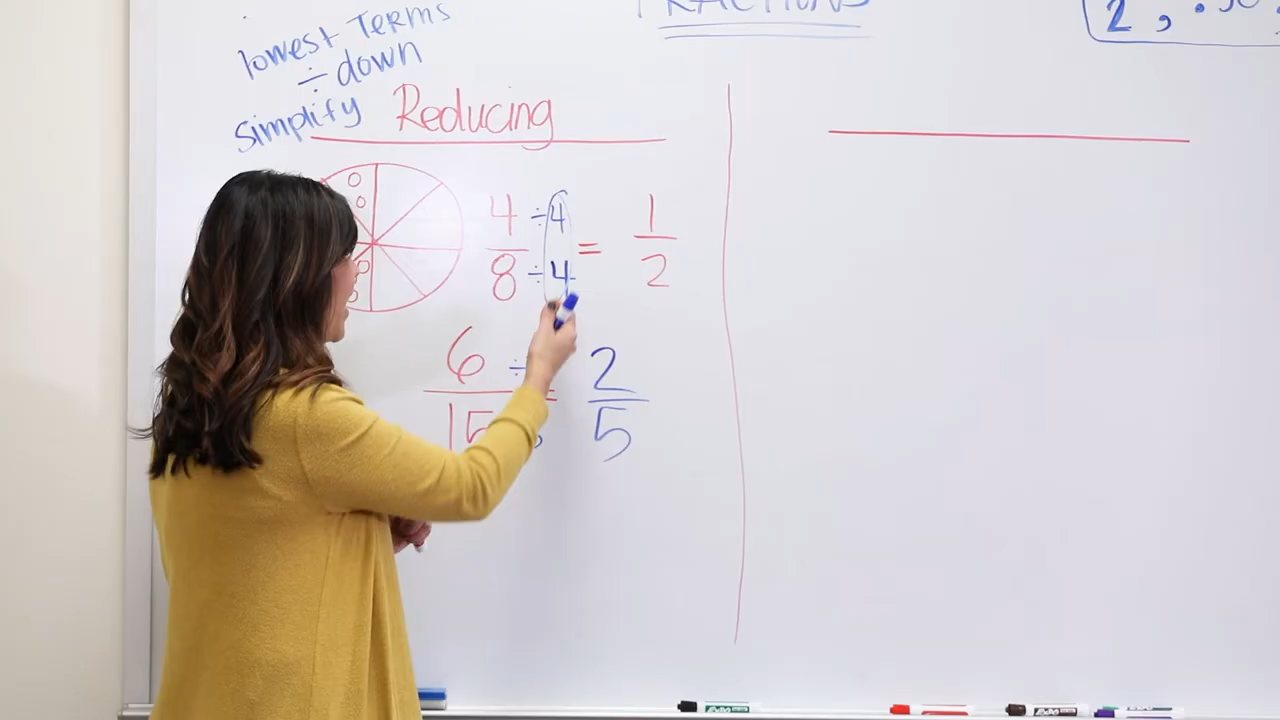 FRACTIONS
lowest Terms
÷ down
simplify
Reducing
4 ÷4 = 1
8 ÷4 2
6 ÷ = 2
15 5
2, .50